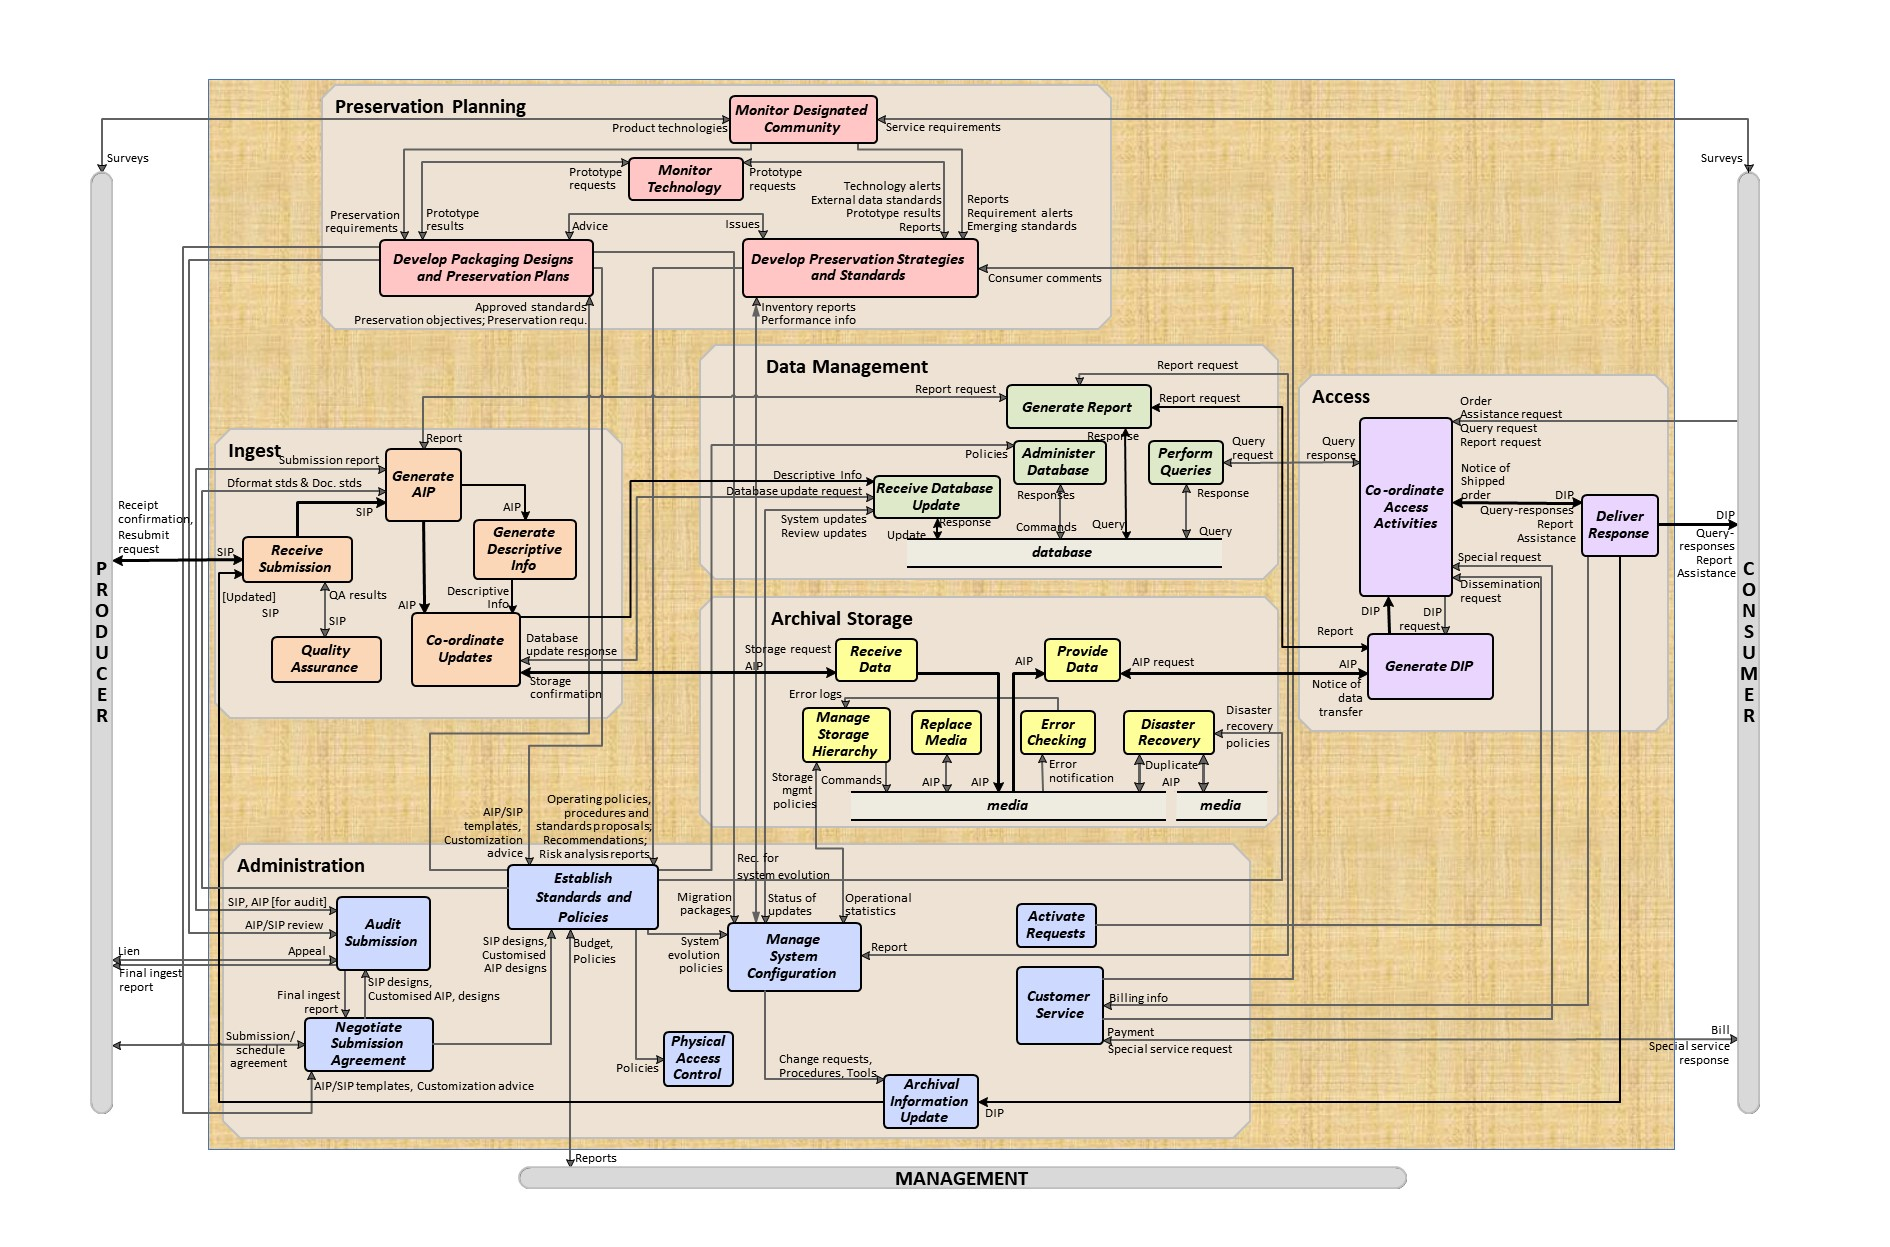 Preservation Planning
Monitor Designated
Community
Product technologies
Service requirements
Surveys
Surveys
Monitor
Technology
Prototype
requests
Prototype
requests
Technology alerts
External data standards
Prototype results
Reports
Reports
Requirement alerts
Emerging standards
Preservation
requirements
Prototype
results
Advice
Issues
Develop Packaging Designs
and Preservation Plans
Develop Preservation Strategies
and Standards
Consumer comments
Approved standards
Preservation objectives; Preservation requ.
Inventory reports
Performance info
Data Management
Report request
Report request
Generate Report
Report request
Response
Policies
Administer
Database
Perform
Queries
Query
request
Descriptive Info
Database update request
Receive Database
Update
System updates
Review updates
Response
Update
Responses
Commands
Query
Response
Query
database
Access
Order
Assistance request
Query request
Report request
Query
response
Co-ordinate
Access
Activities
Notice of
Shipped
order
DIP
Query-responses
Report
Assistance
Deliver
Response
DIP
Query-
responses
Report
Assistance
Special request
Dissemination
request
DIP
DIP
request
Report
Generate DIP
AIP
Notice of
data
transfer
Ingest
Report
Submission report
Dformat stds & Doc. stds
Generate
AIP
SIP
AIP
Receipt
confirmation,
Resubmit
request
SIP
Receive
Submission
Generate
Descriptive
Info
[Updated]
SIP
QA results
SIP
AIP
Descriptive
Info
Quality
Assurance
Co-ordinate
Updates
Database
update response
Storage
confirmation
Archival Storage
Storage request
AIP
Receive
Data
AIP
Provide
Data
AIP request
Error logs
Manage
Storage
Hierarchy
Replace
Media
Error
Checking
Disaster
Recovery
Disaster
recovery
policies
Storage
mgmt
policies
Commands
AIP
AIP
Error
notification
Duplicate
AIP
media
media
PRODUCER
CONSUMER
Administration
AIP/SIP
templates,
Customization
advice
Operating policies,
procedures and
standards proposals;
Recommendations;
Risk analysis reports
Establish
Standards and
Policies
Rec. for
system evolution
Migration
packages
Status of
updates
Operational
statistics
SIP, AIP [for audit]
AIP/SIP review
Appeal
Audit
Submission
Lien
Final ingest
report
SIP designs,
Customised
AIP designs
Budget,
Policies
System
evolution
policies
Manage
System
Configuration
Report
Activate
Requests
Customer
Service
Billing info
Payment
Special service request
Bill
Special service
response
Final ingest
report
SIP designs,
Customised AIP, designs
Submission/
schedule
agreement
Negotiate
Submission
Agreement
AIP/SIP templates, Customization advice
Policies
Physical
Access
Control
Change requests,
Procedures, Tools
Archival
Information
Update
DIP
Reports
MANAGEMENT